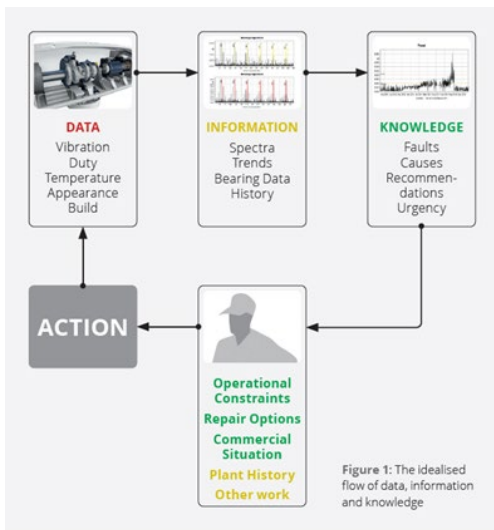 DATA
Vibration
Duty
Temperature
Appearance
Build
INFORMATION
Spectra
Trends
Bearing Data
History
KNOWLEDGE
Faults
Causes
Recommen-
dations
Urgency
ACTION
Operational
Constraints
Repair Options
Commercial
Situation
Plant History
Other work
Figure 1: The idealised
flow of data, information
and knowledge